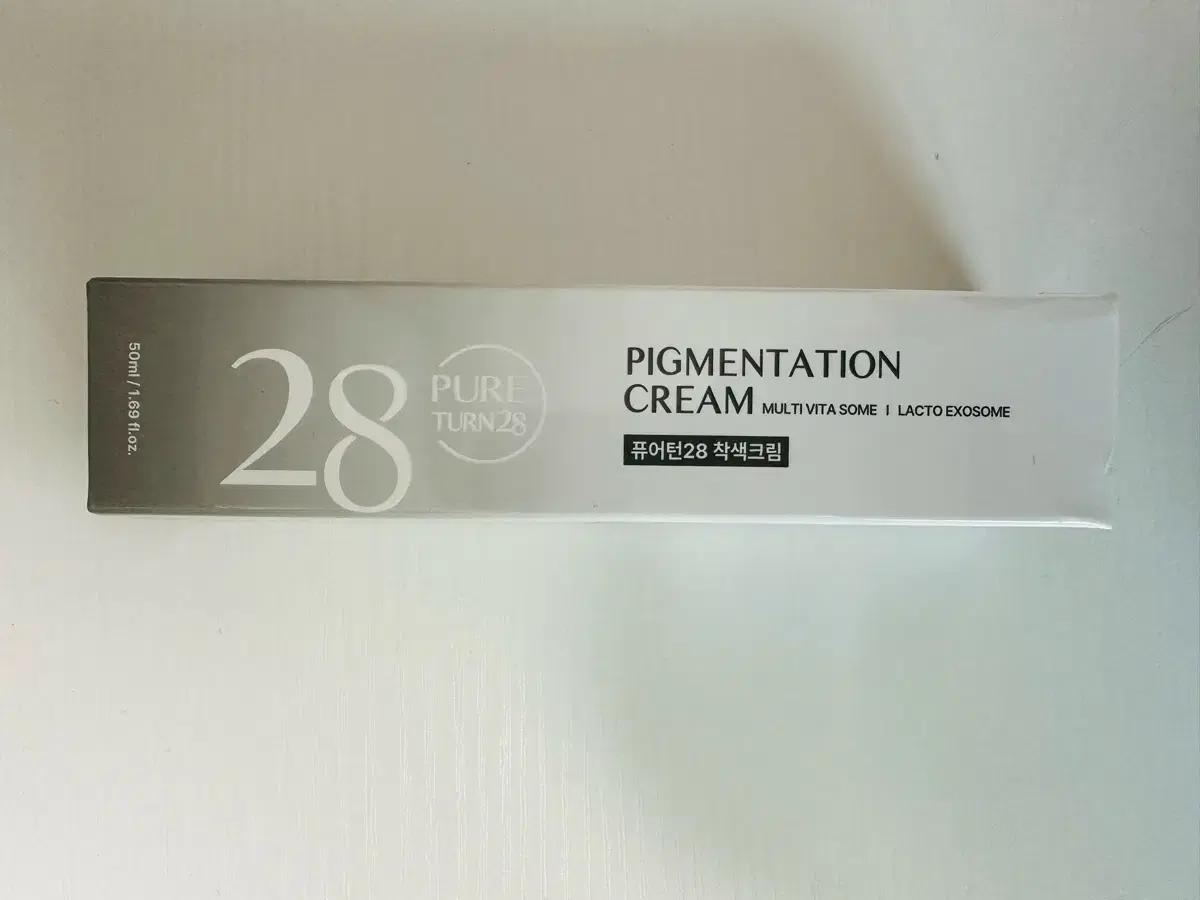 50ml / 1.69 fl.oz.
28
PURE
TURN28
PIGMENTATION
CREAM MULTI VITA SOME | LACTO EXOSOME
퓨어턴28 착색크림